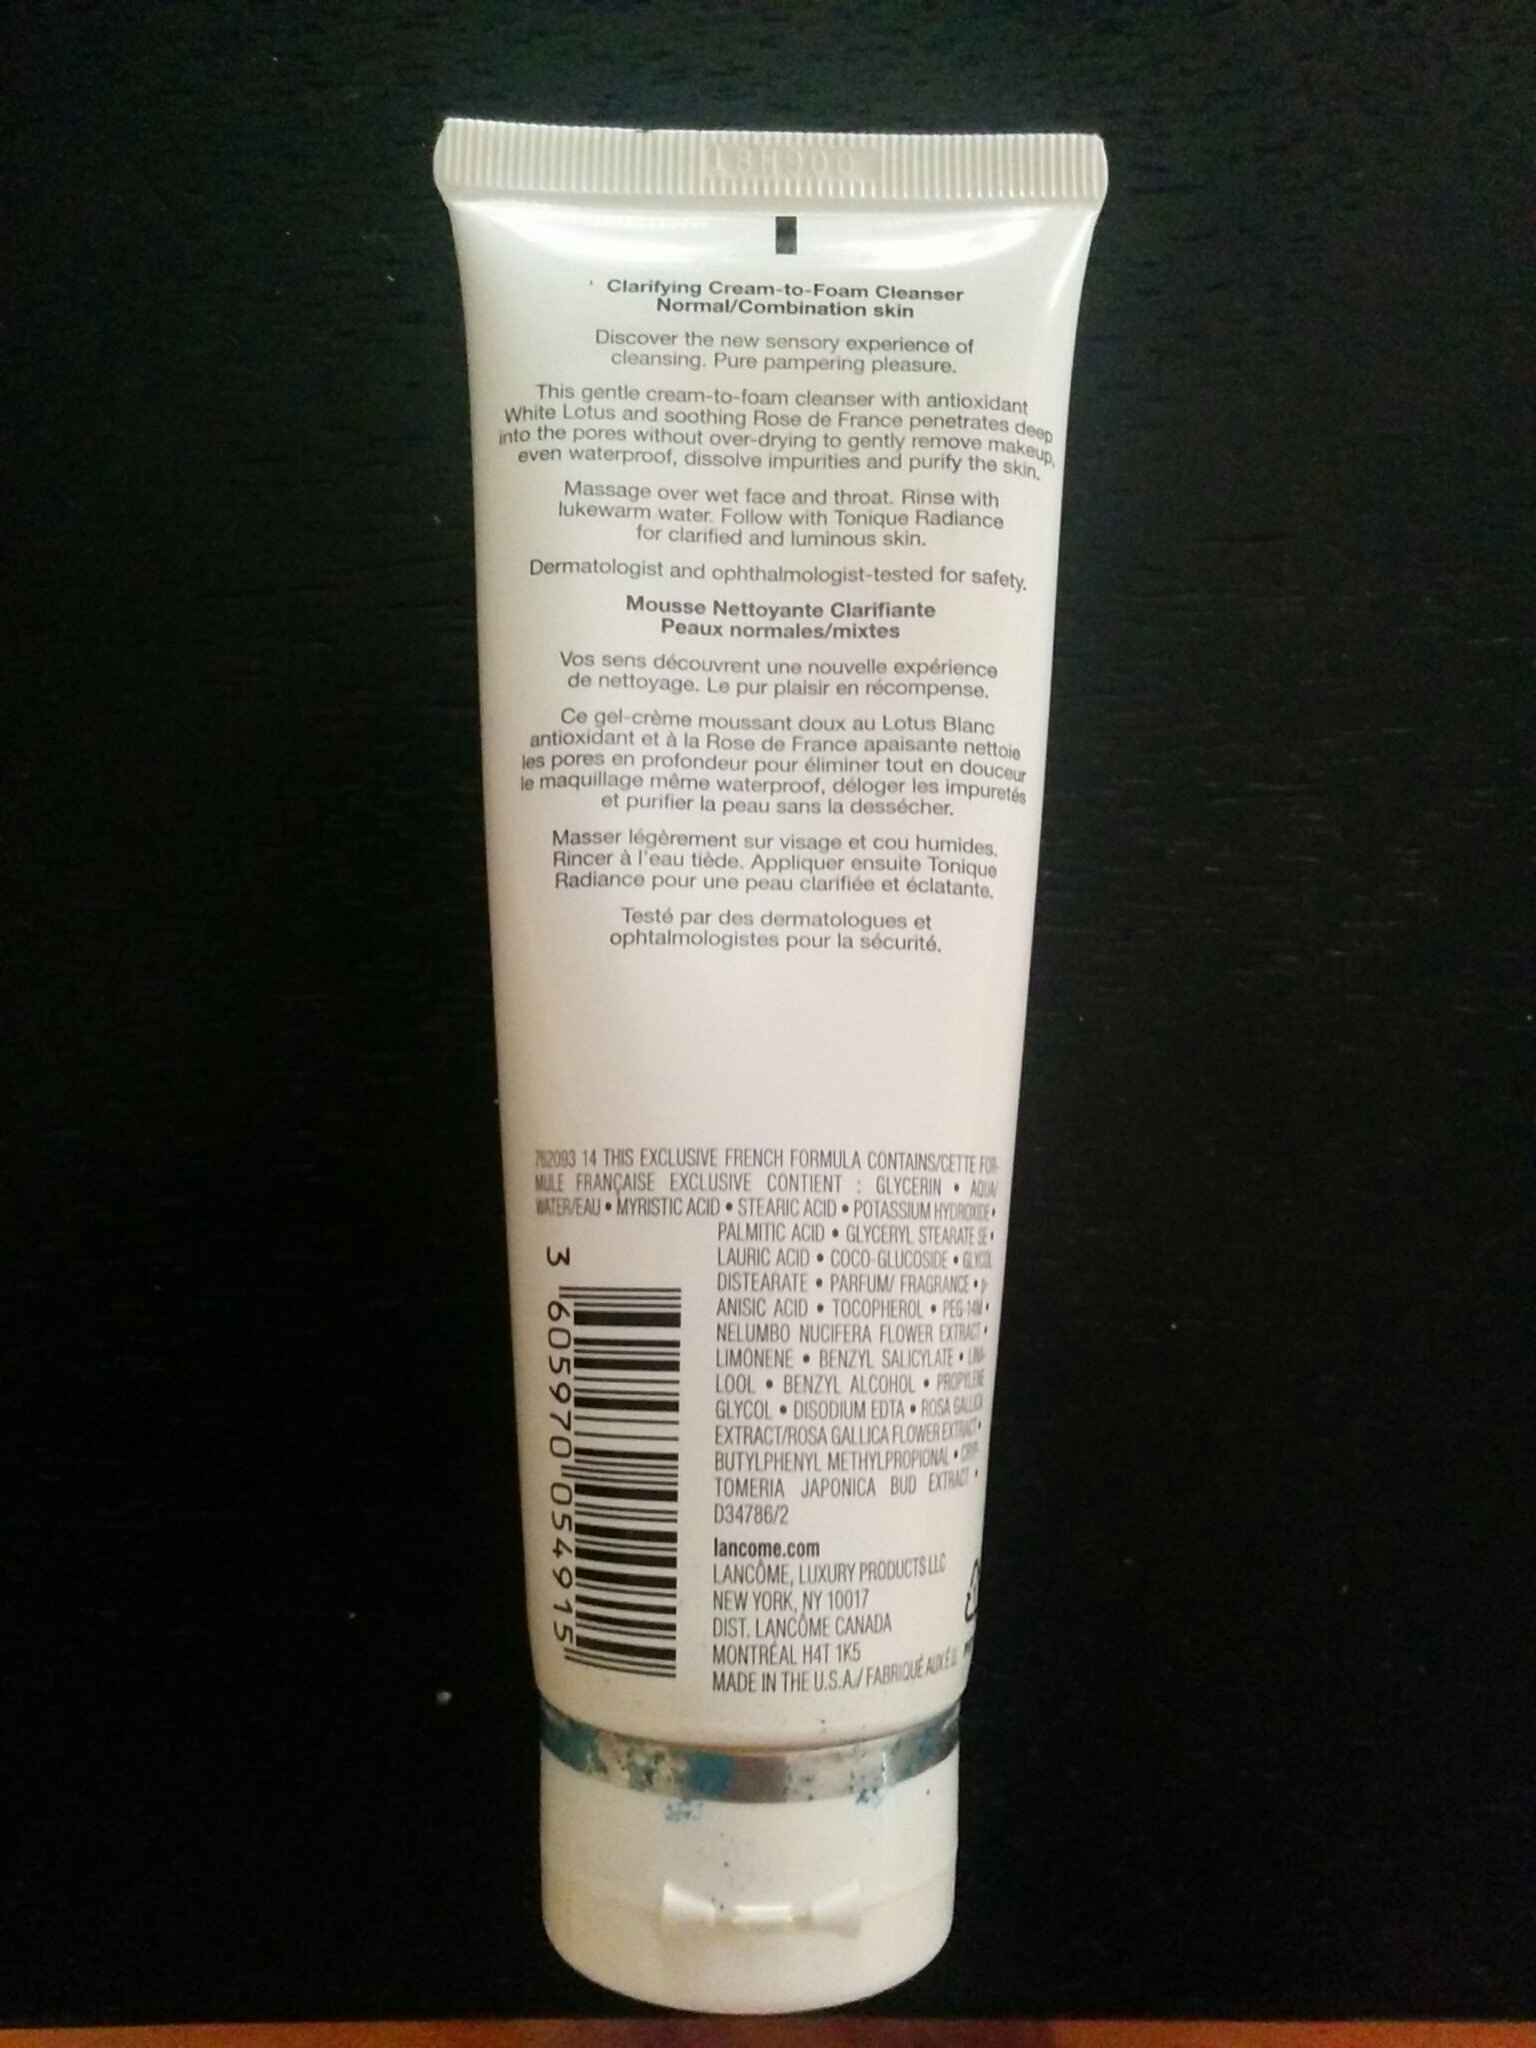 Clarifying Cream-to-Foam Cleanser
Normal/Combination skin
Discover the new sensory experience of
cleansing. Pure pampering pleasure.
This gentle cream-to-foam cleanser with antioxidant
White Lotus and soothing Rose de France penetrates deep
into the pores without over-drying to gently remove makeup,
even waterproof, dissolve impurities and purify the skin.
Massage over wet face and throat. Rinse with
lukewarm water. Follow with Tonique Radiance
for clarified and luminous skin.
Dermatologist and ophthalmologist-tested for safety.
Mousse Nettoyante Clarifiante
Peaux normales/mixtes
Vos sens découvrent une nouvelle expérience
de nettoyage. Le pur plaisir en récompense.
Ce gel-crème moussant doux au Lotus Blanc
antioxidant et à la Rose de France apaisante nettoie
les pores en profondeur pour éliminer tout en douceur
le maquillage même waterproof, déloger les impuretés
et purifier la peau sans la dessécher.
Masser légèrement sur visage et cou humides.
Rincer à l'eau tiède. Appliquer ensuite Tonique
Radiance pour une peau clarifiée et éclatante.
Testé par des dermatologues et
ophtalmologistes pour la sécurité.
762093 14 THIS EXCLUSIVE FRENCH FORMULA CONTAINS/CETTE FOR-
MULE FRANÇAISE EXCLUSIVE CONTIENT : GLYCERIN • AQUA/
WATER/EAU • MYRISTIC ACID • STEARIC ACID • POTASSIUM HYDROXIDE •
PALMITIC ACID • GLYCERYL STEARATE SE •
LAURIC ACID • COCO-GLUCOSIDE • GLYCOL
DISTEARATE • PARFUM/ FRAGRANCE • p-
ANISIC ACID • TOCOPHEROL • PEG-14M •
NELUMBO NUCIFERA FLOWER EXTRACT •
LIMONENE • BENZYL SALICYLATE • LINA-
LOOL • BENZYL ALCOHOL • PROPYLENE
GLYCOL • DISODIUM EDTA • ROSA GALLICA
EXTRACT/ROSA GALLICA FLOWER EXTRACT •
BUTYLPHENYL METHYLPROPIONAL • CRYP-
TOMERIA JAPONICA BUD EXTRACT •
D34786/2
3 605970 054915
lancome.com
LANCÔME, LUXURY PRODUCTS LLC
NEW YORK, NY 10017
DIST. LANCÔME CANADA
MONTRÉAL H4T 1K5
MADE IN THE U.S.A./ FABRIQUÉ AUX É.U.